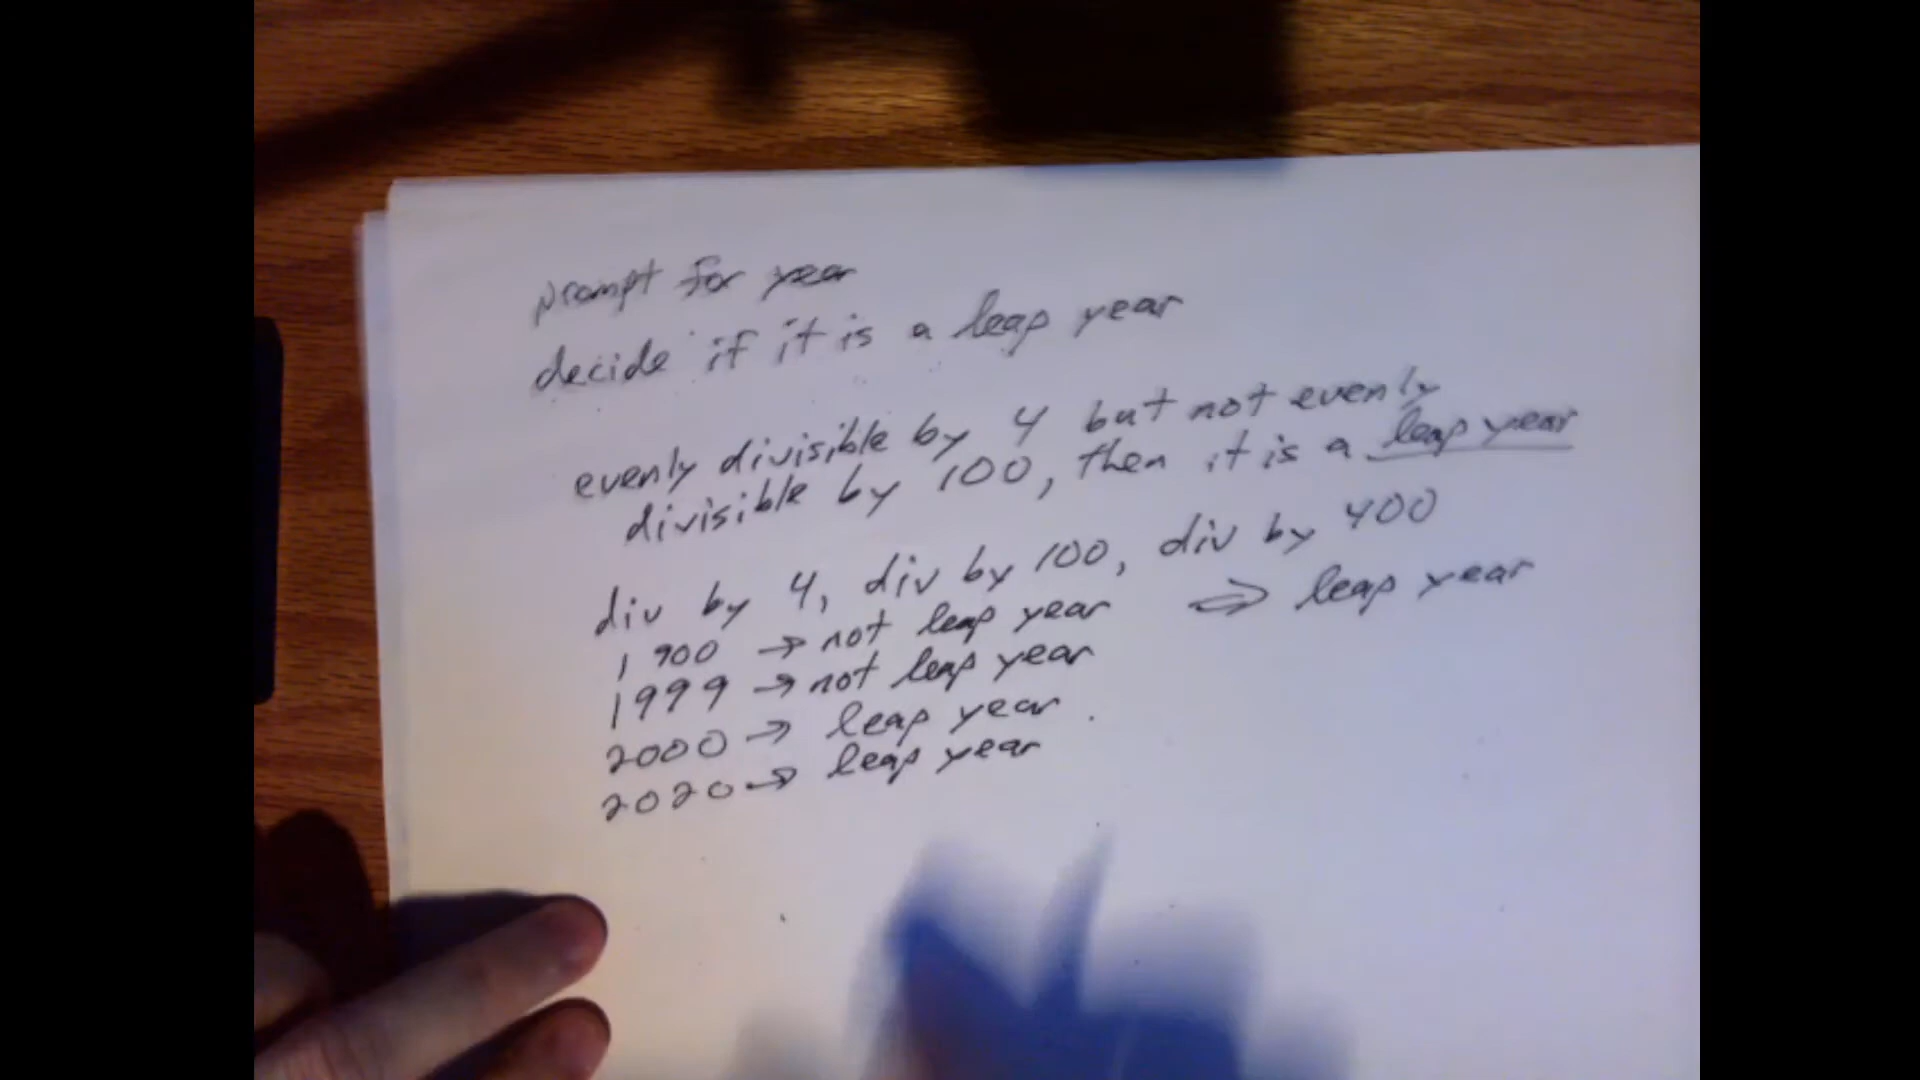 prompt for year
decide if it is a leap year
evenly divisible by 4 but not evenly
divisible by 100, then it is a leap year
div by 4, div by 100, div by 400
⇒ leap year
1900 → not leap year
1999 → not leap year
2000 → leap year
2020 → leap year